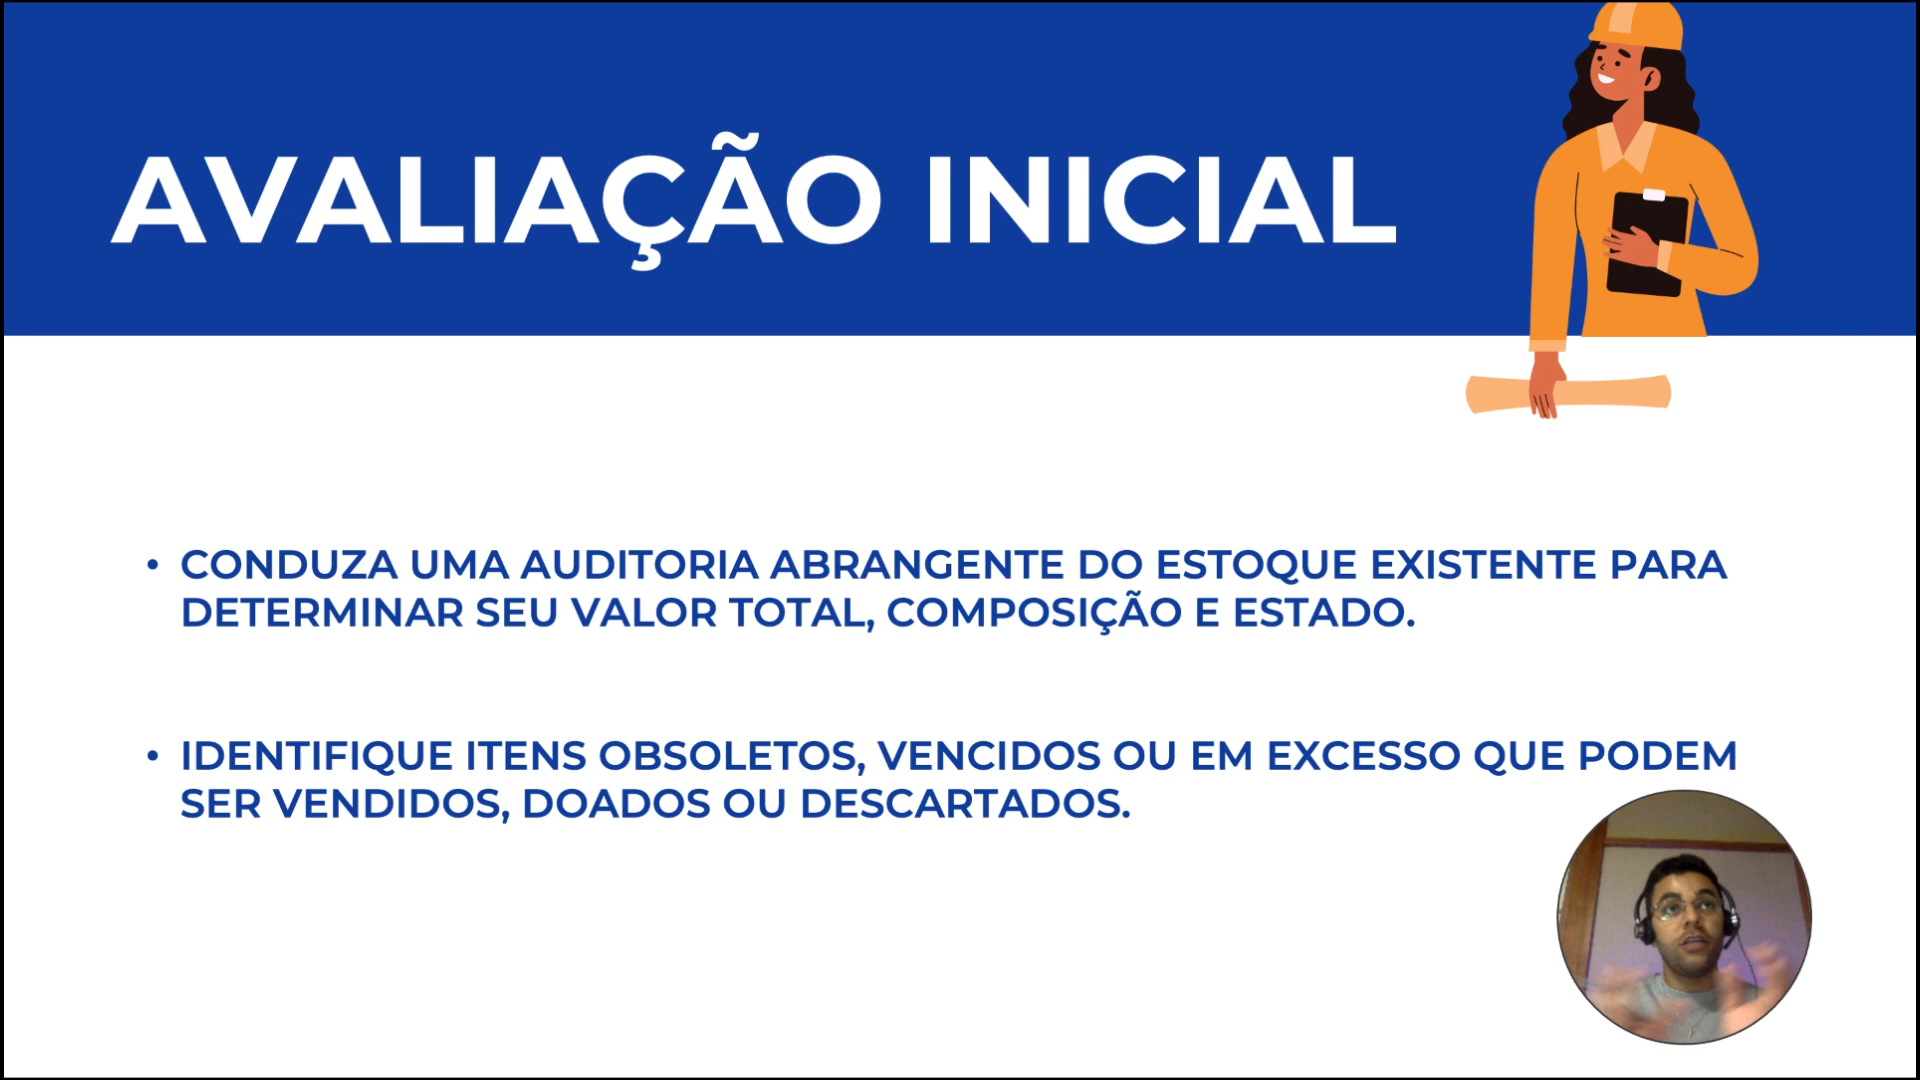 AVALIAÇÃO INICIAL
• CONDUZA UMA AUDITORIA ABRANGENTE DO ESTOQUE EXISTENTE PARA
DETERMINAR SEU VALOR TOTAL, COMPOSIÇÃO E ESTADO.
• IDENTIFIQUE ITENS OBSOLETOS, VENCIDOS OU EM EXCESSO QUE PODEM
SER VENDIDOS, DOADOS OU DESCARTADOS.